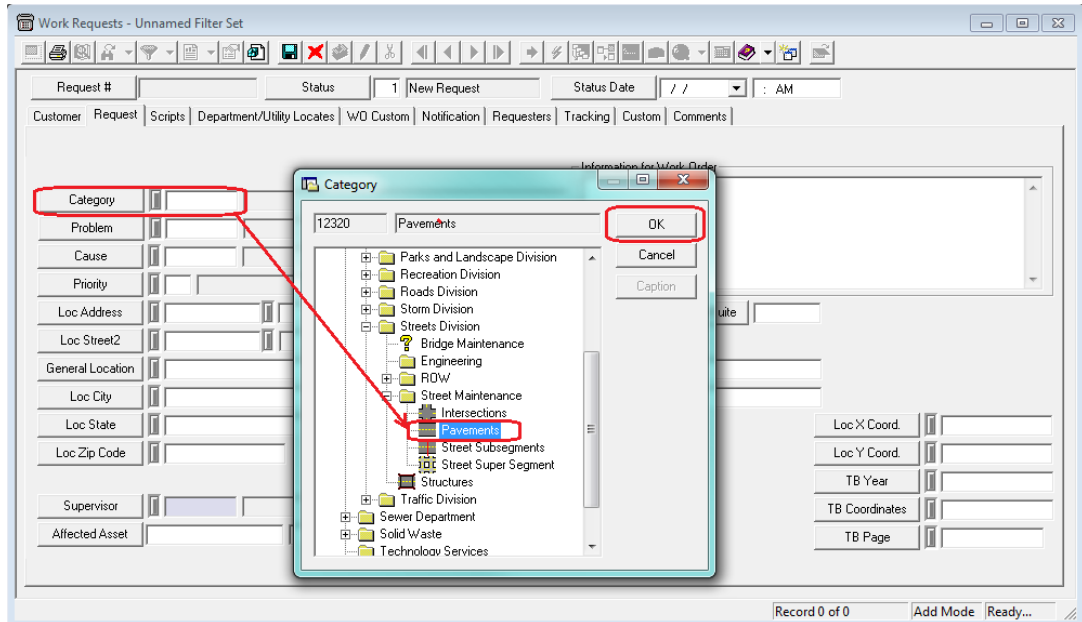 Work Requests - Unnamed Filter Set
Request # Status 1 New Request Status Date / / : AM
Customer Request Scripts Department/Utility Locates WO Custom Notification Requesters Tracking Custom Comments
Information for Work Order
Category
Problem
Cause
Priority
Loc Address
Loc Street2
General Location
Loc City
Loc State
Loc Zip Code
Supervisor
Affected Asset
Category
12320 Pavements OK
Cancel
Caption
Parks and Landscape Division
Recreation Division
Roads Division
Storm Division
Streets Division
Bridge Maintenance
Engineering
ROW
Street Maintenance
Intersections
Pavements
Street Subsegments
Street Super Segment
Structures
Traffic Division
Sewer Department
Solid Waste
Technology Services
uite
Loc X Coord.
Loc Y Coord.
TB Year
TB Coordinates
TB Page
Record 0 of 0 Add Mode Ready...